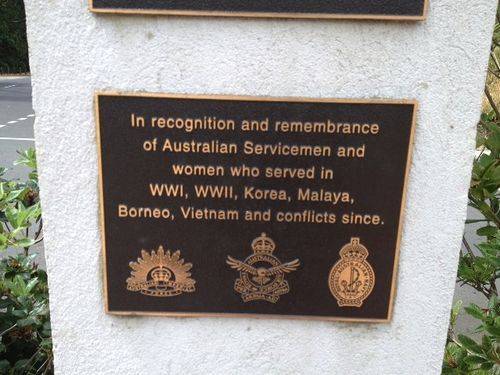 In recognition and remembrance
of Australian Servicemen and
women who served in
WWI, WWII, Korea, Malaya,
Borneo, Vietnam and conflicts since.